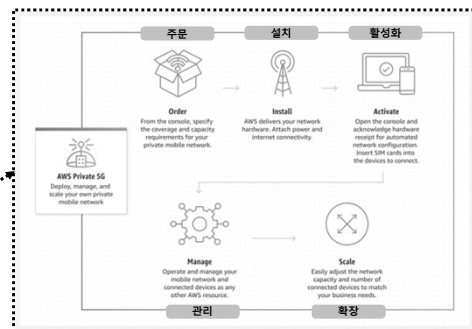 주문
설치
활성화
Order
From the console, specify
the coverage and capacity
requirements for your
private mobile network.
Install
AWS delivers your network
hardware. Attach power and
internet connectivity.
Activate
Open the console and
acknowledge hardware
receipt for automated
network configuration.
Insert SIM cards into
the devices to connect.
AWS Private 5G
Deploy, manage, and
scale your own private
mobile network
Manage
Operate and manage your
mobile network and
connected devices as any
other AWS resource.
Scale
Easily adjust the network
capacity and number of
connected devices to match
your business needs.
관리
확장